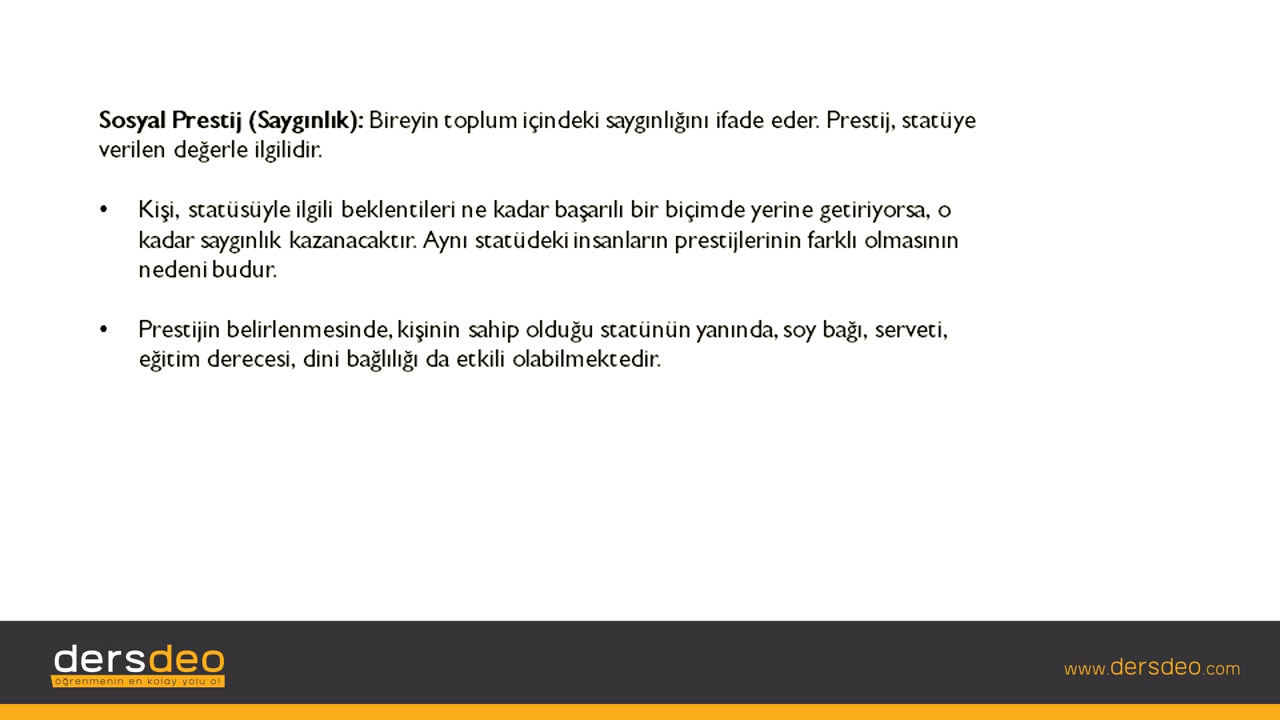 Sosyal Prestij (Saygınlık): Bireyin toplum içindeki saygınlığını ifade eder. Prestij, statüye
verilen değerle ilgilidir.
• Kişi, statüsüyle ilgili beklentileri ne kadar başarılı bir biçimde yerine getiriyorsa, o
kadar saygınlık kazanacaktır. Aynı statüdeki insanların prestijlerinin farklı olmasının
nedeni budur.
• Prestijin belirlenmesinde, kişinin sahip olduğu statünün yanında, soy bağı, serveti,
eğitim derecesi, dini bağlılığı da etkili olabilmektedir.
dersdeo
öğrenmenin en kolay yolu o!
www.dersdeo.com